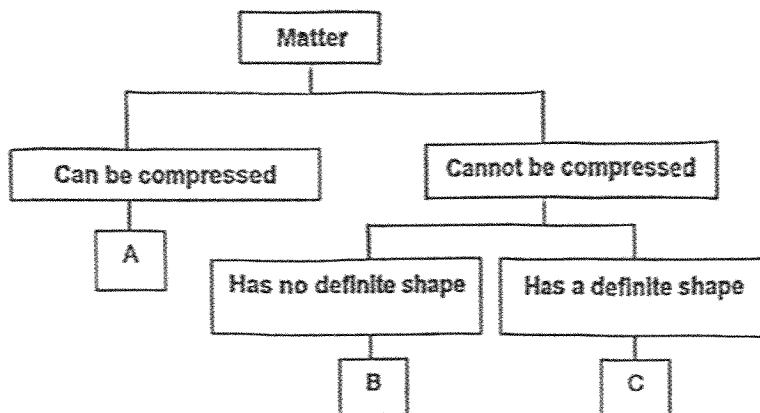 Matter
Can be compressed
Cannot be compressed
A
Has no definite shape
Has a definite shape
B
C